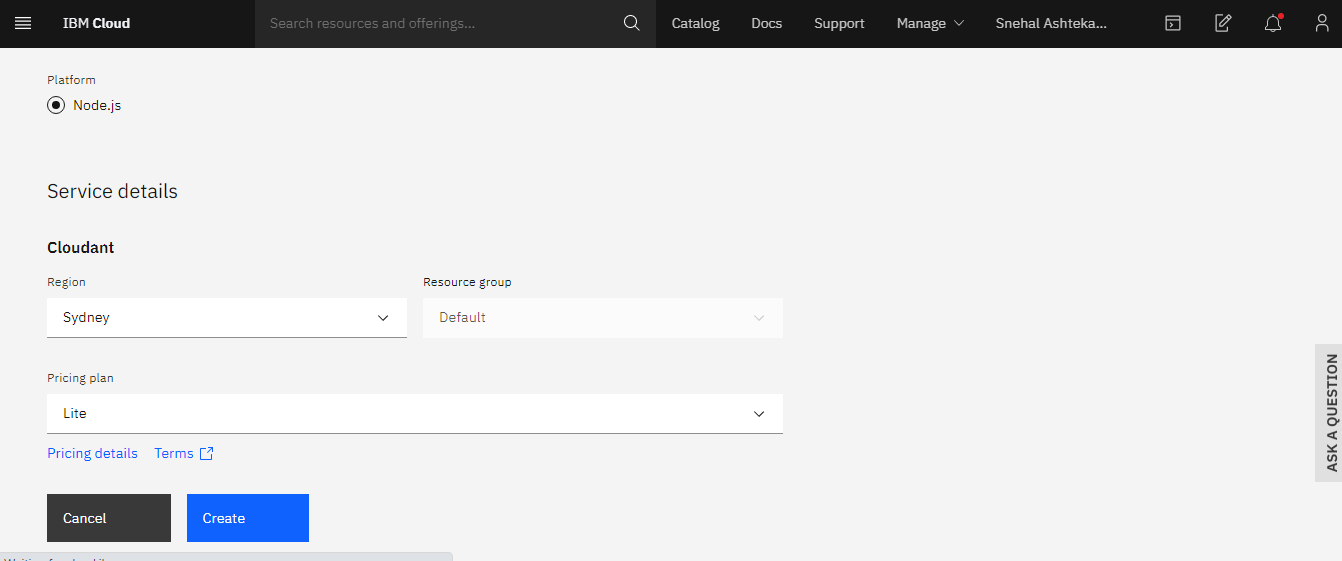 IBM Cloud
Search resources and offerings...
Catalog
Docs
Support
Manage
Snehal Ashteka...
Platform
Node.js
Service details
Cloudant
Region
Resource group
Sydney
Default
Pricing plan
Lite
Pricing details
Terms
Cancel
Create
ASK A QUESTION